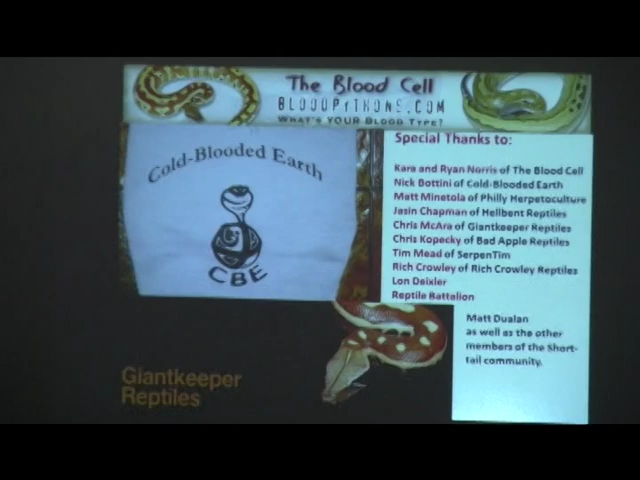 The Blood Cell
BLOODPYTHONS.COM
WHAT'S YOUR BLOOD TYPE?
Cold-Blooded Earth
CBE
Special Thanks to:
Kara and Ryan Norris of The Blood Cell
Nick Bottini of Cold-Blooded Earth
Matt Minetola of Philly Herpetoculture
Jasin Chapman of Hellbent Reptiles
Chris McAra of Giantkeeper Reptiles
Chris Kopecky of Bad Apple Reptiles
Tim Mead of SerpenTim
Rich Crowley of Rich Crowley Reptiles
Lon Deixler
Reptile Battalion
Matt Dualan
as well as the other
members of the Short-
tail community.
Giantkeeper
Reptiles